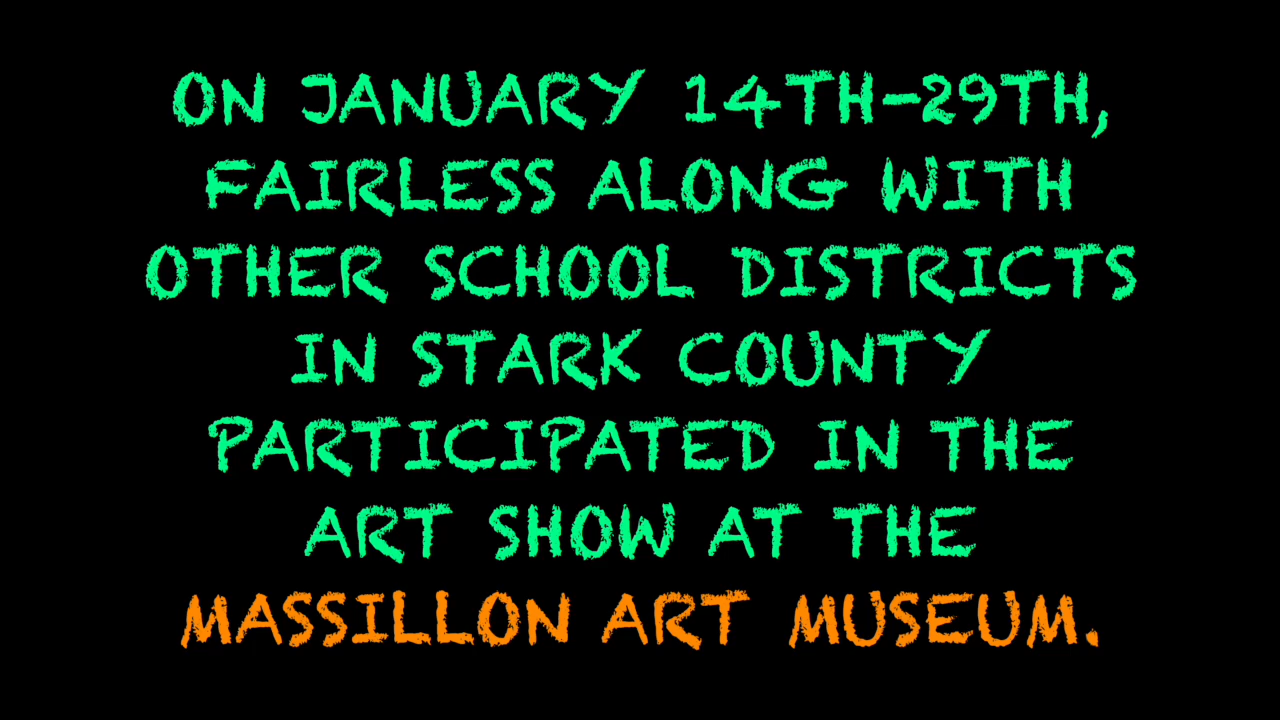 ON JANUARY 14TH-29TH,
FAIRLESS ALONG WITH
OTHER SCHOOL DISTRICTS
IN STARK COUNTY
PARTICIPATED IN THE
ART SHOW AT THE
MASSILLON ART MUSEUM.